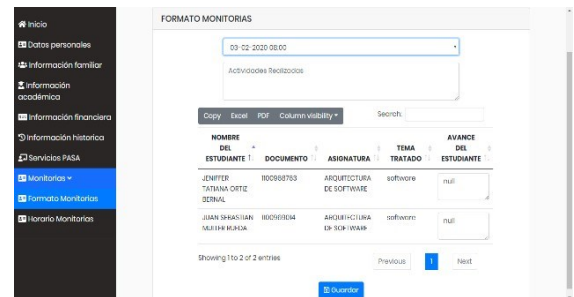 Inicio
Datos personales
Información familiar
Información
académica
Información financiera
Información historica
Servicios PASA
Monitorias
Formato Monitorias
Horario Monitorias
FORMATO MONITORIAS
03-02-2020 08:00
Actividades Realizadas
Copy Excel PDF Column visibility
Search:
NOMBRE
DEL
ESTUDIANTE
DOCUMENTO
ASIGNATURA
TEMA
TRATADO
AVANCE
DEL
ESTUDIANTE
JENIFFER
TATIANA ORTIZ
BERNAL
1100968763
ARQUITECTURA
DE SOFTWARE
software
null
JUAN SEBASTIAN
RUEDA
ARQUITECTURA
DE SOFTWARE
software
null
Showing 1 to 2 of 2 entries
Previous 1 Next
Guardar